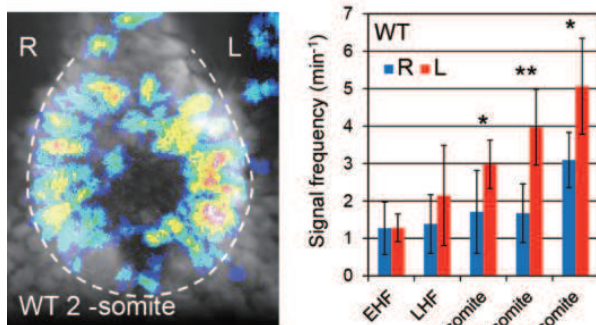 R L
WT 2 -somite
Signal frequency (min⁻¹)
7
6
5
4
3
2
1
0
WT
R L
*
**
*
EHF
LHF
somite
somite
somite